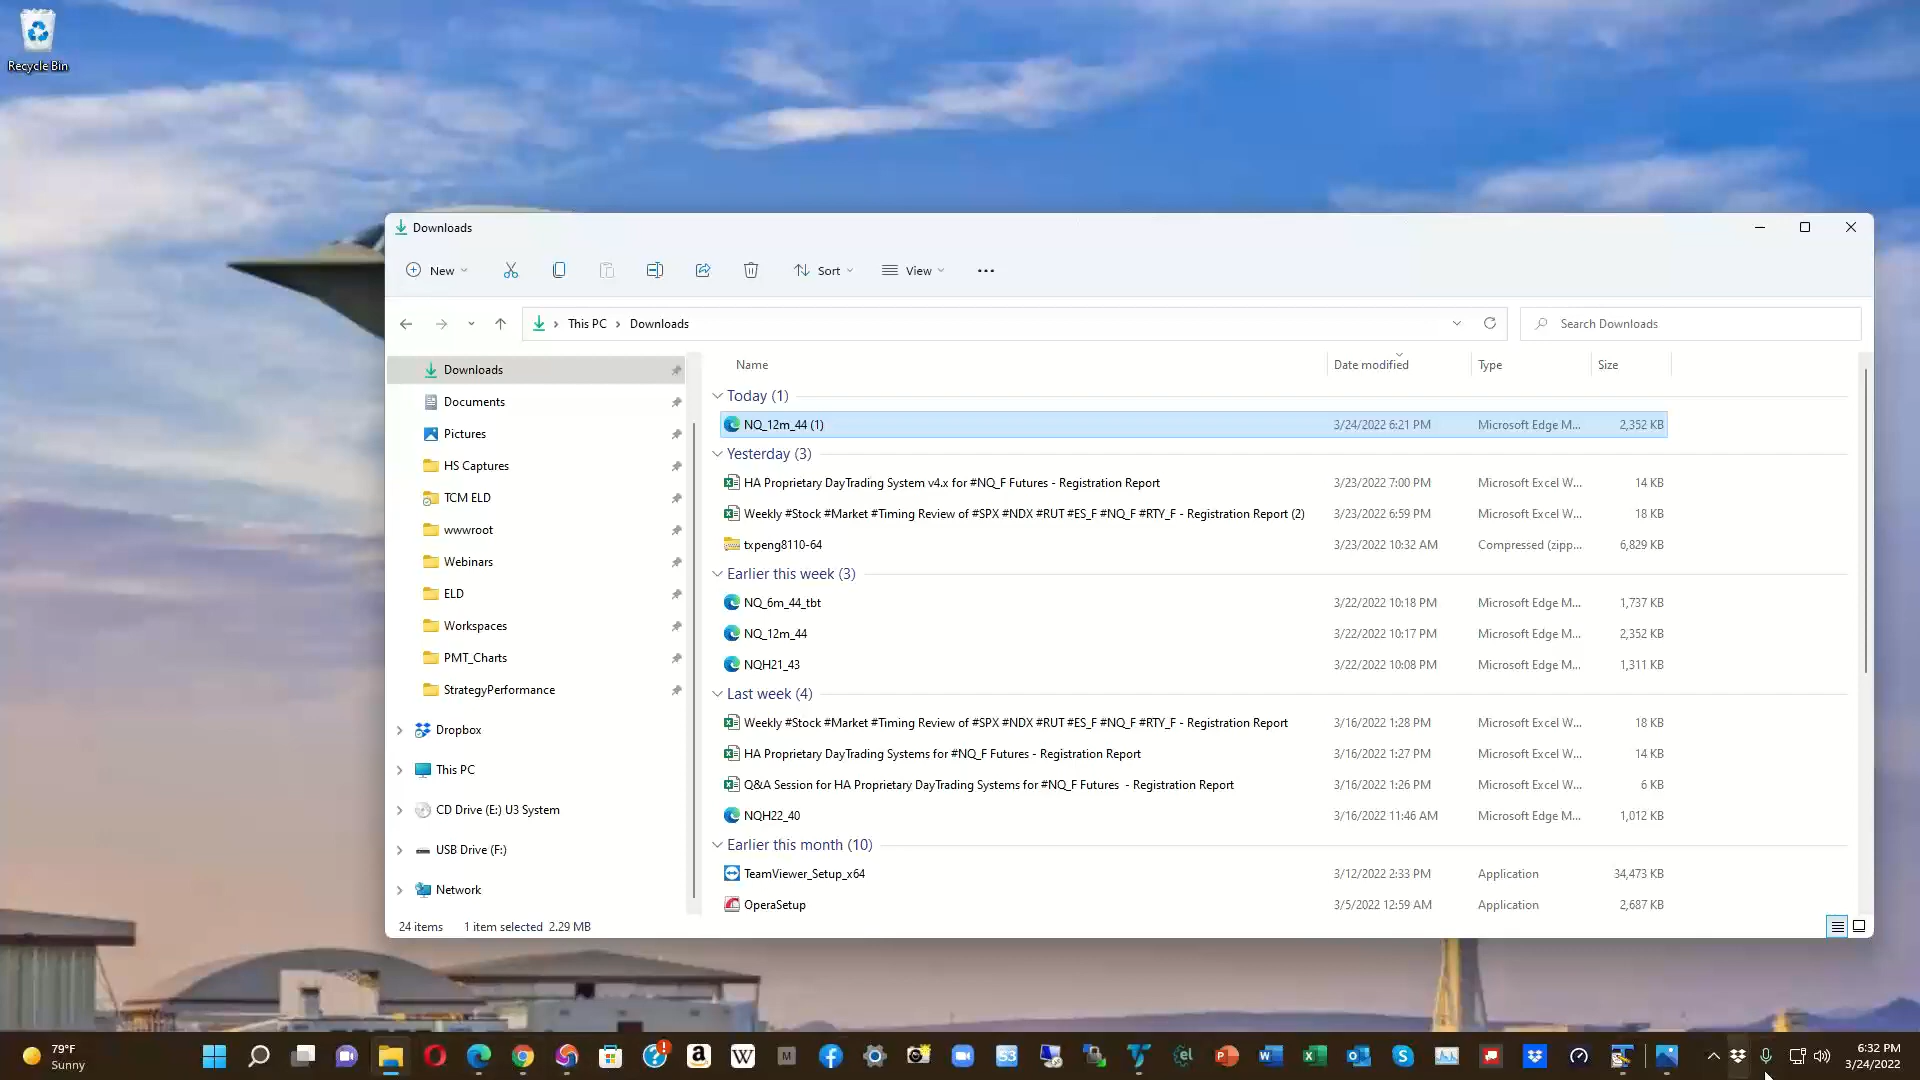 Recycle Bin
Downloads
New
Sort
View
This PC
Downloads
Search Downloads
Downloads
Documents
Pictures
HS Captures
TCM ELD
wwwroot
Webinars
ELD
Workspaces
PMT_Charts
StrategyPerformance
Dropbox
This PC
CD Drive (E:) U3 System
USB Drive (F:)
Network
Name Date modified Type Size
Today (1)
NQ_12m_44 (1) 3/24/2022 6:21 PM Microsoft Edge M... 2,352 KB
Yesterday (3)
HA Proprietary DayTrading System v4.x for #NQ_F Futures - Registration Report 3/23/2022 7:00 PM Microsoft Excel W... 14 KB
Weekly #Stock #Market #Timing Review of #SPX #NDX #RUT #ES_F #NQ_F #RTY_F - Registration Report (2) 3/23/2022 6:59 PM Microsoft Excel W... 18 KB
txpeng8110-64 3/23/2022 10:32 AM Compressed (zipp... 6,829 KB
Earlier this week (3)
NQ_6m_44_tbt 3/22/2022 10:18 PM Microsoft Edge M... 1,737 KB
NQ_12m_44 3/22/2022 10:17 PM Microsoft Edge M... 2,352 KB
NQH21_43 3/22/2022 10:08 PM Microsoft Edge M... 1,311 KB
Last week (4)
Weekly #Stock #Market #Timing Review of #SPX #NDX #RUT #ES_F #NQ_F #RTY_F - Registration Report 3/16/2022 1:28 PM Microsoft Excel W... 18 KB
HA Proprietary DayTrading Systems for #NQ_F Futures - Registration Report 3/16/2022 1:27 PM Microsoft Excel W... 14 KB
Q&A Session for HA Proprietary DayTrading Systems for #NQ_F Futures - Registration Report 3/16/2022 1:26 PM Microsoft Excel W... 6 KB
NQH22_40 3/16/2022 11:46 AM Microsoft Edge M... 1,012 KB
Earlier this month (10)
TeamViewer_Setup_x64 3/12/2022 2:33 PM Application 34,473 KB
OperaSetup 3/5/2022 12:59 AM Application 2,687 KB
24 items 1 item selected 2.29 MB
79°F
Sunny
6:32 PM
3/24/2022